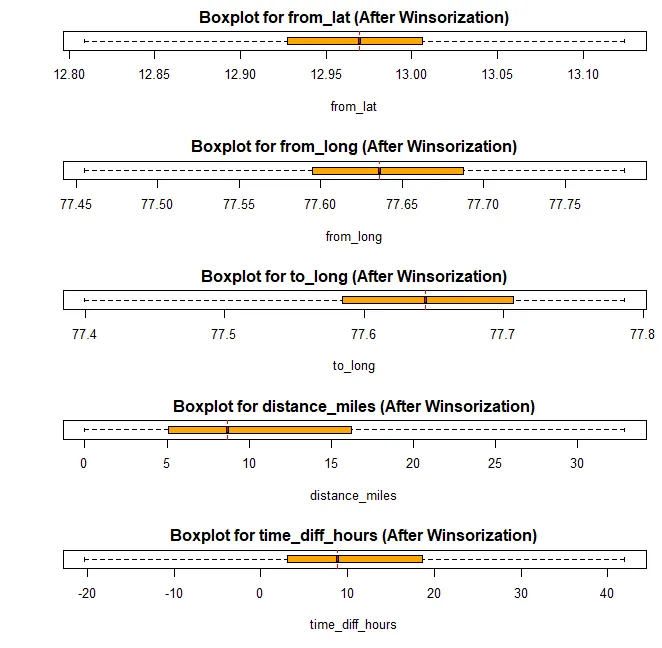 Boxplot for from_lat (After Winsorization)
12.80 12.85 12.90 12.95 13.00 13.05 13.10
from_lat
Boxplot for from_long (After Winsorization)
77.45 77.50 77.55 77.60 77.65 77.70 77.75
from_long
Boxplot for to_long (After Winsorization)
77.4 77.5 77.6 77.7 77.8
to_long
Boxplot for distance_miles (After Winsorization)
0 5 10 15 20 25 30
distance_miles
Boxplot for time_diff_hours (After Winsorization)
-20 -10 0 10 20 30 40
time_diff_hours